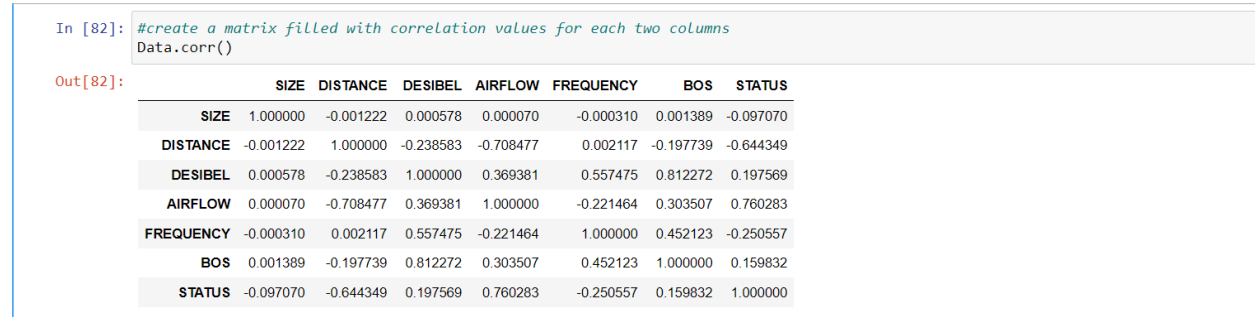 In [82]: #create a matrix filled with correlation values for each two columns
Data.corr()
Out[82]:
SIZE DISTANCE DESIBEL AIRFLOW FREQUENCY BOS STATUS
SIZE 1.000000 -0.001222 0.000578 0.000070 -0.000310 0.001389 -0.097070
DISTANCE -0.001222 1.000000 -0.238583 -0.708477 0.002117 -0.197739 -0.644349
DESIBEL 0.000578 -0.238583 1.000000 0.369381 0.557475 0.812272 0.197569
AIRFLOW 0.000070 -0.708477 0.369381 1.000000 -0.221464 0.303507 0.760283
FREQUENCY -0.000310 0.002117 0.557475 -0.221464 1.000000 0.452123 -0.250557
BOS 0.001389 -0.197739 0.812272 0.303507 0.452123 1.000000 0.159832
STATUS -0.097070 -0.644349 0.197569 0.760283 -0.250557 0.159832 1.000000